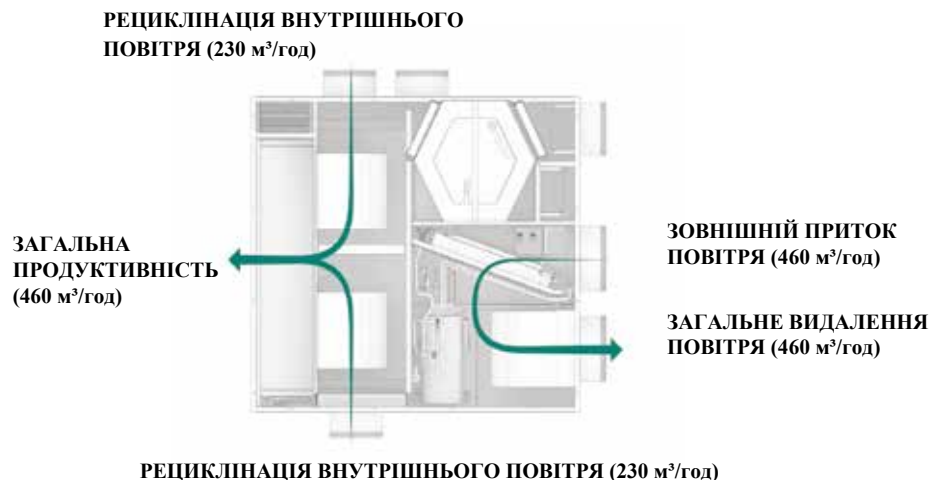 РЕЦИКЛІНАЦІЯ ВНУТРІШНЬОГО
ПОВІТРЯ (230 м³/год)
ЗАГАЛЬНА
ПРОДУКТИВНІСТЬ
(460 м³/год)
ЗОВНІШНІЙ ПРИТОК
ПОВІТРЯ (460 м³/год)
ЗАГАЛЬНЕ ВИДАЛЕННЯ
ПОВІТРЯ (460 м³/год)
РЕЦИКЛІНАЦІЯ ВНУТРІШНЬОГО ПОВІТРЯ (230 м³/год)